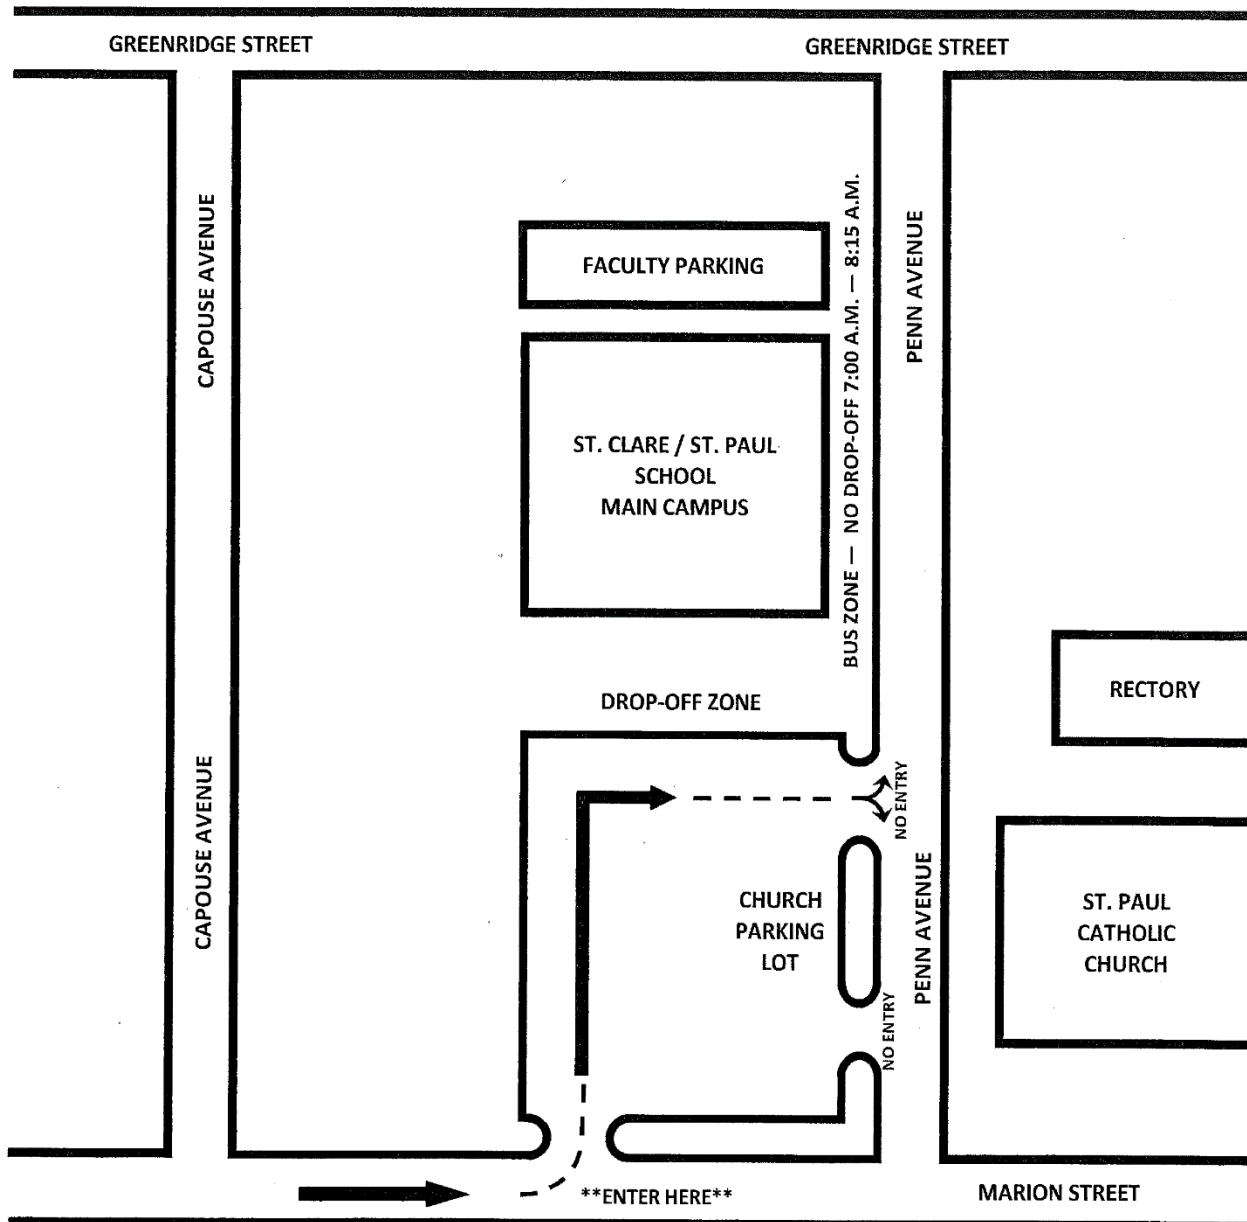 GREENRIDGE STREET
GREENRIDGE STREET
CAPOUSE AVENUE
FACULTY PARKING
BUS ZONE — NO DROP-OFF 7:00 A.M. — 8:15 A.M.
PENN AVENUE
ST. CLARE / ST. PAUL
SCHOOL
MAIN CAMPUS
DROP-OFF ZONE
RECTORY
CAPOUSE AVENUE
NO ENTRY
CHURCH
PARKING
LOT
PENN AVENUE
ST. PAUL
CATHOLIC
CHURCH
NO ENTRY
**ENTER HERE**
MARION STREET